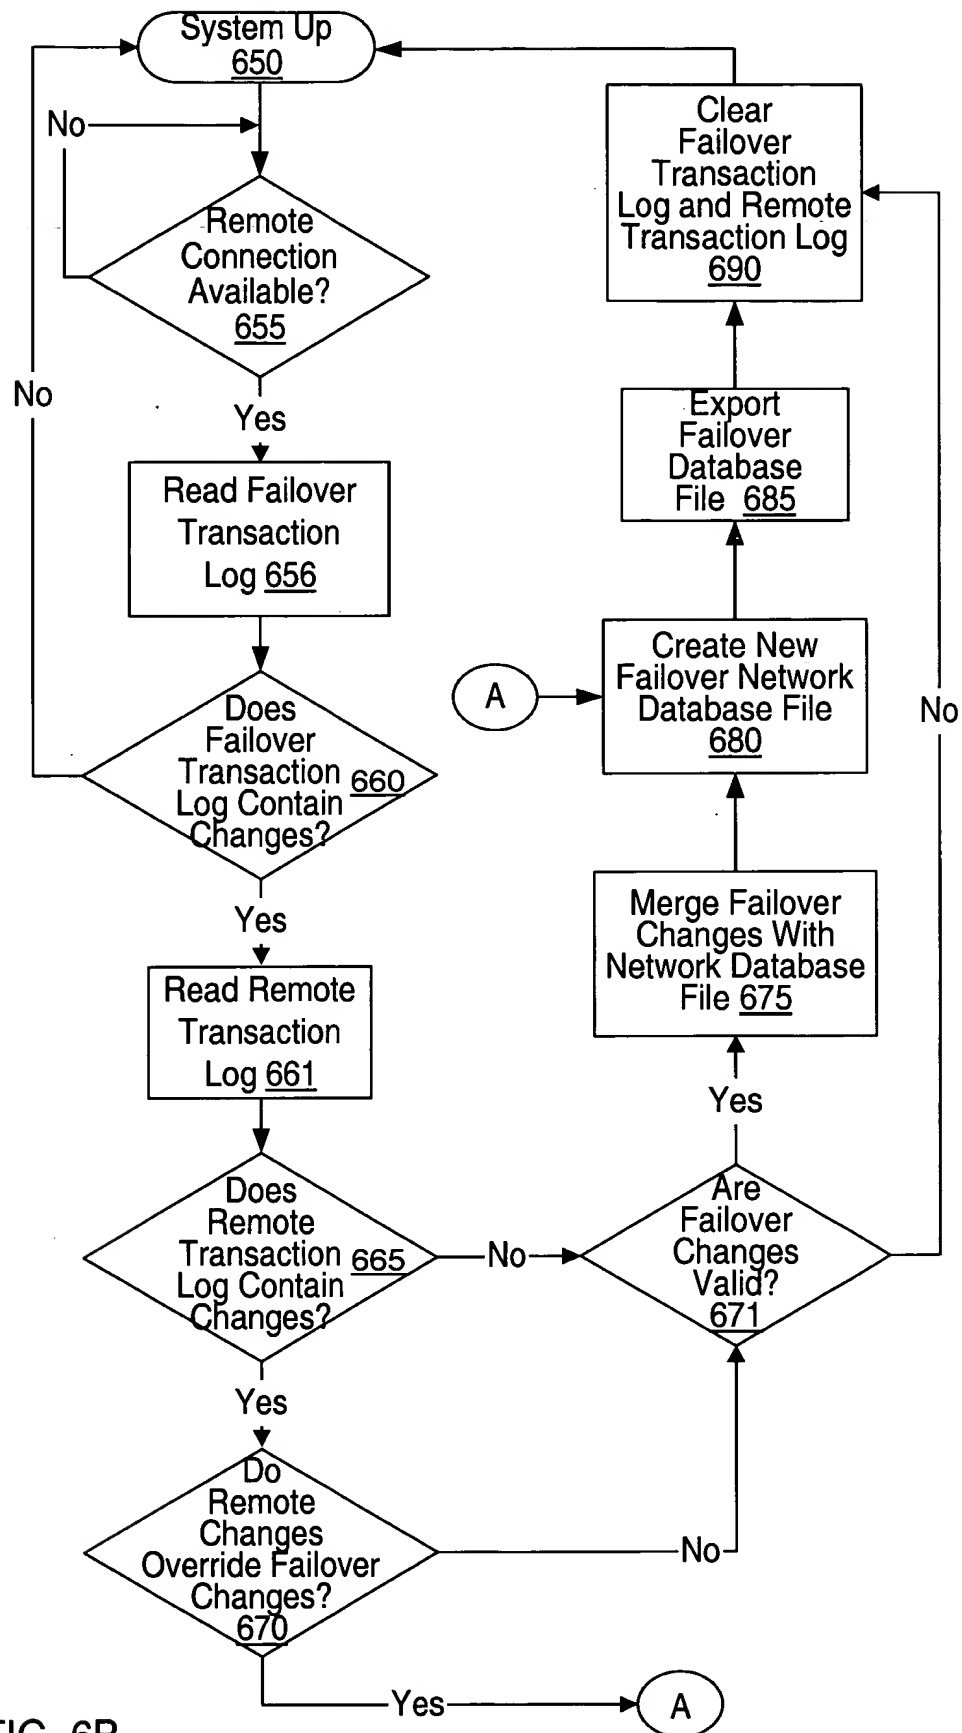 System Up
650
No
Remote
Connection
Available?
655
No
Yes
Read Failover
Transaction
Log 656
Does
Failover
Transaction
Log Contain
Changes?
660
Yes
Read Remote
Transaction
Log 661
Does
Remote
Transaction
Log Contain
Changes?
665
No
Yes
Do
Remote
Changes
Override Failover
Changes?
670
No
Yes
A
Clear
Failover
Transaction
Log and Remote
Transaction Log
690
Export
Failover
Database
File 685
A
Create New
Failover Network
Database File
680
No
Merge Failover
Changes With
Network Database
File 675
Yes
Are
Failover
Changes
Valid?
671
FIG. 6B